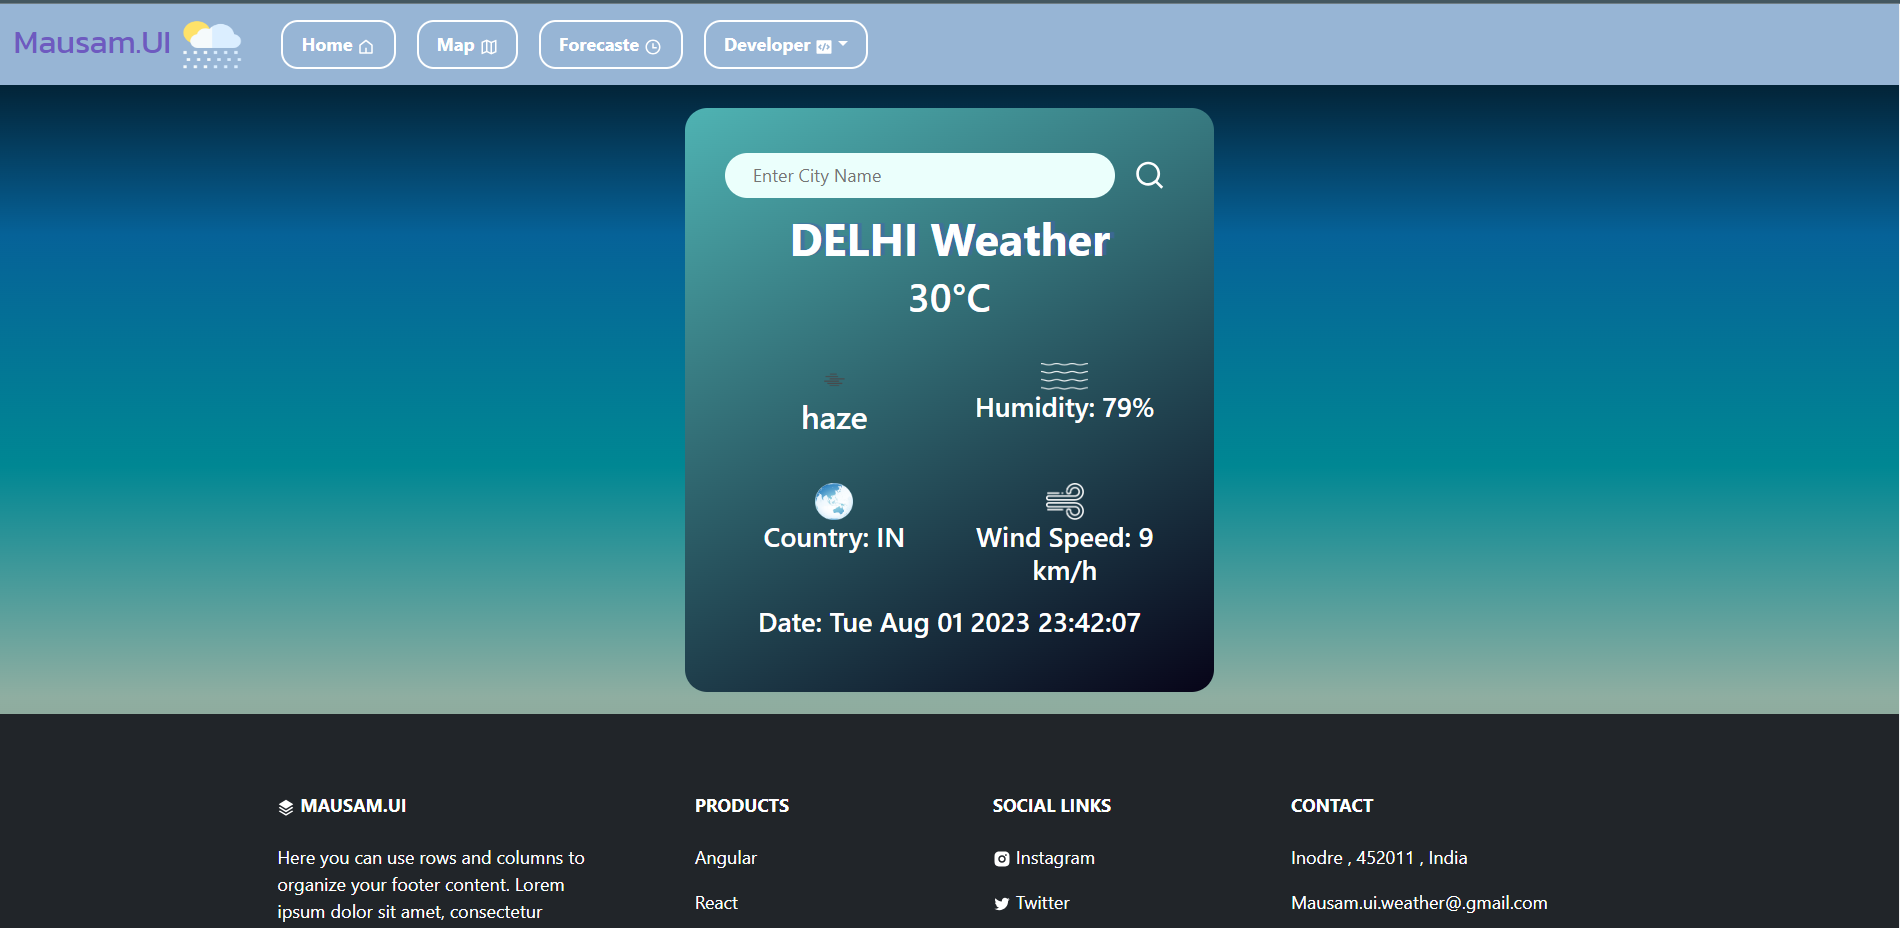 Mausam.UI
Home
Map
Forecaste
Developer
Enter City Name
DELHI Weather
30°C
haze
Humidity: 79%
Country: IN
Wind Speed: 9
km/h
Date: Tue Aug 01 2023 23:42:07
MAUSAM.UI
Here you can use rows and columns to
organize your footer content. Lorem
ipsum dolor sit amet, consectetur
PRODUCTS
Angular
React
SOCIAL LINKS
Instagram
Twitter
CONTACT
Inodre , 452011 , India
Mausam.ui.weather@.gmail.com